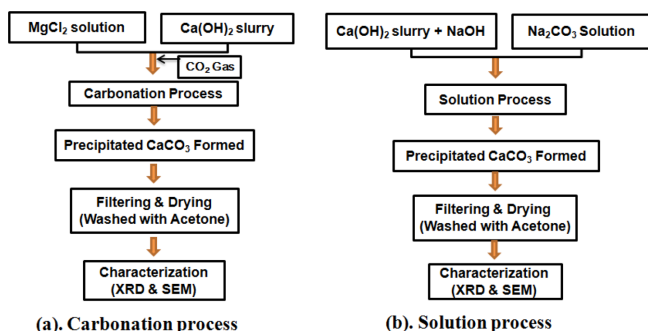 MgCl₂ solution
Ca(OH)₂ slurry
CO₂ Gas
Carbonation Process
Precipitated CaCO₃ Formed
Filtering & Drying
(Washed with Acetone)
Characterization
(XRD & SEM)
(a). Carbonation process
Ca(OH)₂ slurry + NaOH
Na₂CO₃ Solution
Solution Process
Precipitated CaCO₃ Formed
Filtering & Drying
(Washed with Acetone)
Characterization
(XRD & SEM)
(b). Solution process